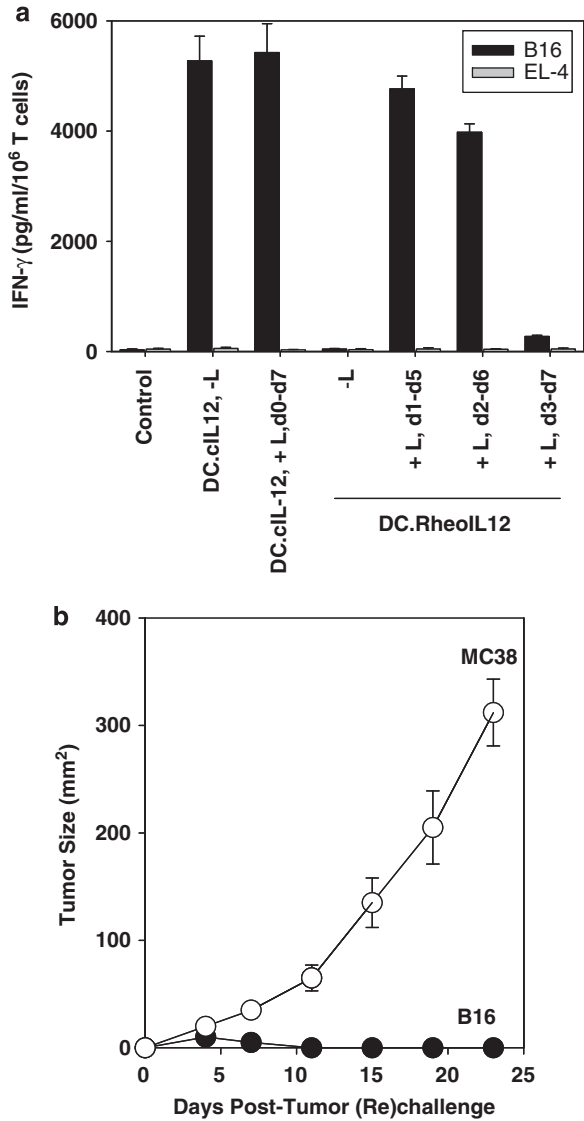 a
6000
4000
2000
0
IFN-γ (pg/ml/10⁶ T cells)
B16
EL-4
Control
DC.cIL12, -L
DC.cIL-12, + L,d0-d7
-L
+ L, d1-d5
+ L, d2-d6
+ L, d3-d7
DC.RheoIL12
b
400
300
200
100
0
Tumor Size (mm²)
MC38
B16
0
5
10
15
20
25
Days Post-Tumor (Re)challenge